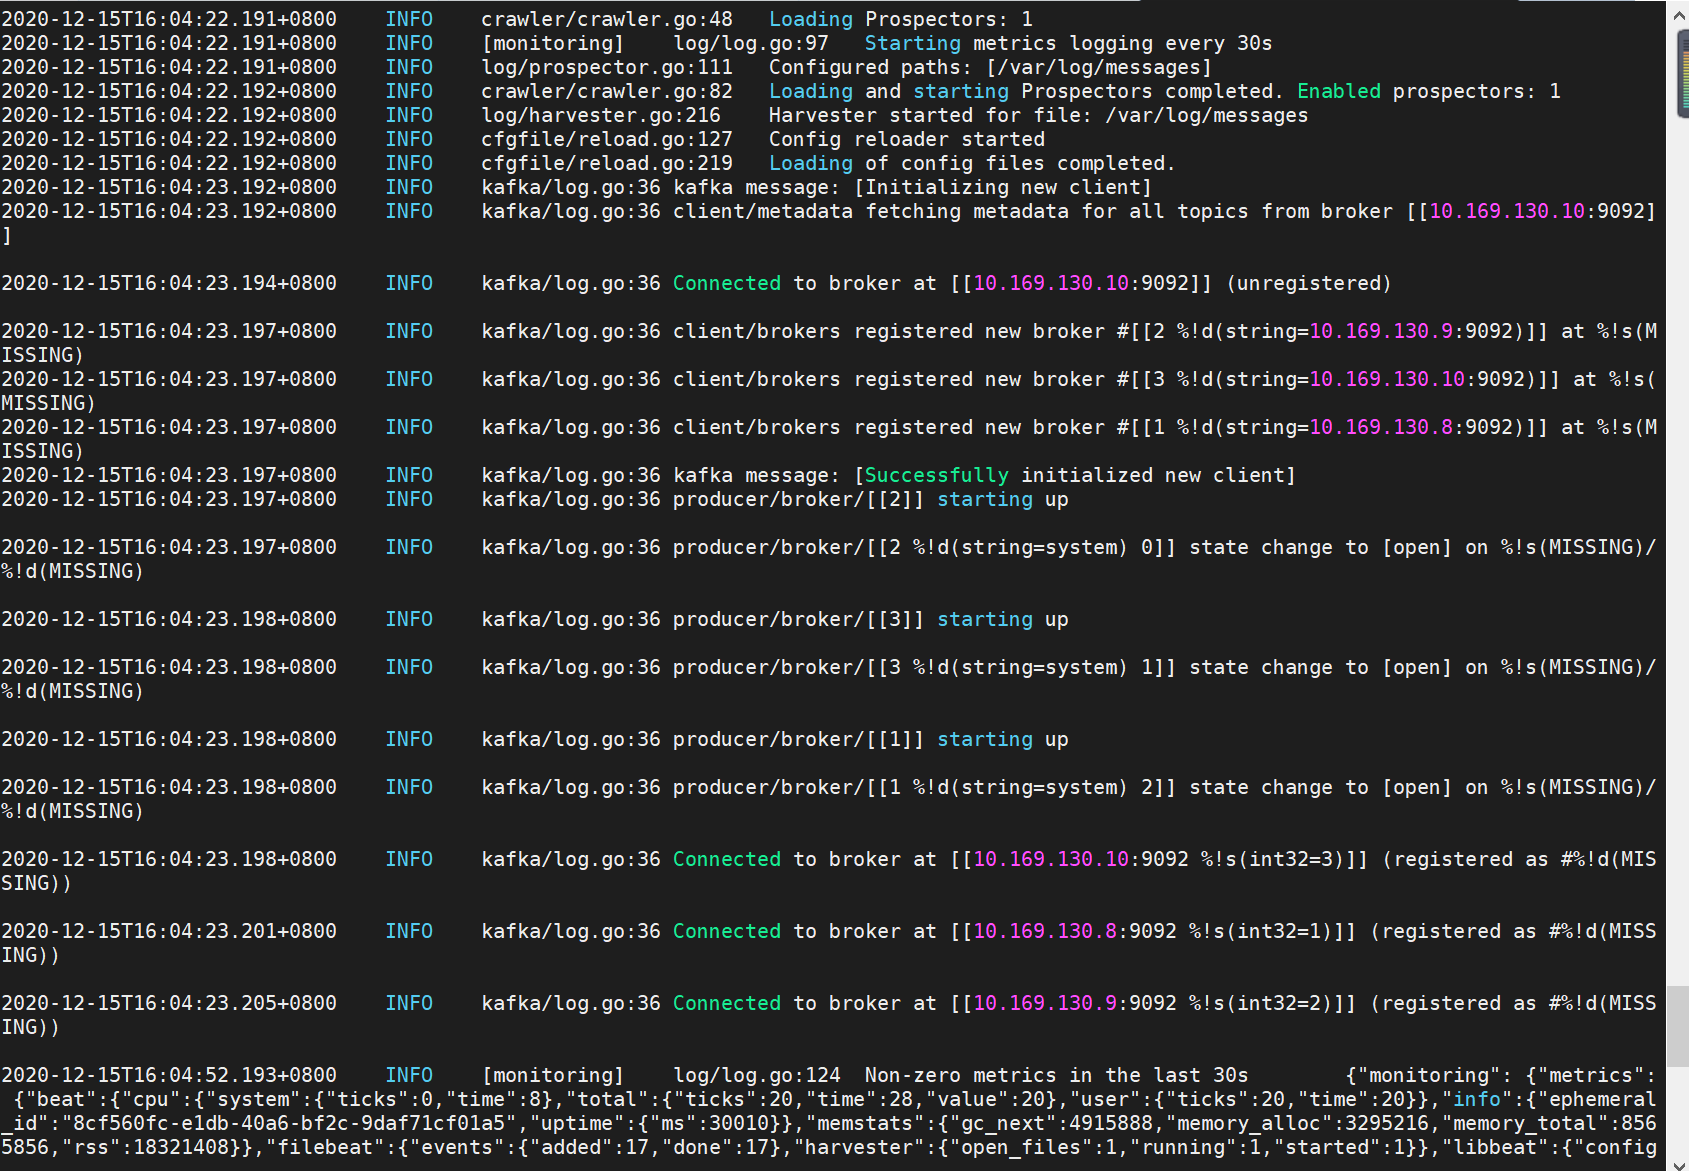 2020-12-15T16:04:22.191+0800    INFO    crawler/crawler.go:48   Loading Prospectors: 1
2020-12-15T16:04:22.191+0800    INFO    [monitoring]    log/log.go:97   Starting metrics logging every 30s
2020-12-15T16:04:22.191+0800    INFO    log/prospector.go:111   Configured paths: [/var/log/messages]
2020-12-15T16:04:22.192+0800    INFO    crawler/crawler.go:82   Loading and starting Prospectors completed. Enabled prospectors: 1
2020-12-15T16:04:22.192+0800    INFO    log/harvester.go:216    Harvester started for file: /var/log/messages
2020-12-15T16:04:22.192+0800    INFO    cfgfile/reload.go:127   Config reloader started
2020-12-15T16:04:22.192+0800    INFO    cfgfile/reload.go:219   Loading of config files completed.
2020-12-15T16:04:23.192+0800    INFO    kafka/log.go:36 kafka message: [Initializing new client]
2020-12-15T16:04:23.192+0800    INFO    kafka/log.go:36 client/metadata fetching metadata for all topics from broker [[10.169.130.10:9092]
]
2020-12-15T16:04:23.194+0800    INFO    kafka/log.go:36 Connected to broker at [[10.169.130.10:9092]] (unregistered)
2020-12-15T16:04:23.197+0800    INFO    kafka/log.go:36 client/brokers registered new broker #[[2 %!d(string=10.169.130.9:9092)]] at %!s(M
ISSING)
2020-12-15T16:04:23.197+0800    INFO    kafka/log.go:36 client/brokers registered new broker #[[3 %!d(string=10.169.130.10:9092)]] at %!s(
MISSING)
2020-12-15T16:04:23.197+0800    INFO    kafka/log.go:36 client/brokers registered new broker #[[1 %!d(string=10.169.130.8:9092)]] at %!s(M
ISSING)
2020-12-15T16:04:23.197+0800    INFO    kafka/log.go:36 kafka message: [Successfully initialized new client]
2020-12-15T16:04:23.197+0800    INFO    kafka/log.go:36 producer/broker/[[2]] starting up
2020-12-15T16:04:23.197+0800    INFO    kafka/log.go:36 producer/broker/[[2 %!d(string=system) 0]] state change to [open] on %!s(MISSING)/
%!d(MISSING)
2020-12-15T16:04:23.198+0800    INFO    kafka/log.go:36 producer/broker/[[3]] starting up
2020-12-15T16:04:23.198+0800    INFO    kafka/log.go:36 producer/broker/[[3 %!d(string=system) 1]] state change to [open] on %!s(MISSING)/
%!d(MISSING)
2020-12-15T16:04:23.198+0800    INFO    kafka/log.go:36 producer/broker/[[1]] starting up
2020-12-15T16:04:23.198+0800    INFO    kafka/log.go:36 producer/broker/[[1 %!d(string=system) 2]] state change to [open] on %!s(MISSING)/
%!d(MISSING)
2020-12-15T16:04:23.198+0800    INFO    kafka/log.go:36 Connected to broker at [[10.169.130.10:9092 %!s(int32=3)]] (registered as #%!d(MIS
SING))
2020-12-15T16:04:23.201+0800    INFO    kafka/log.go:36 Connected to broker at [[10.169.130.8:9092 %!s(int32=1)]] (registered as #%!d(MISS
ING))
2020-12-15T16:04:23.205+0800    INFO    kafka/log.go:36 Connected to broker at [[10.169.130.9:9092 %!s(int32=2)]] (registered as #%!d(MISS
ING))
2020-12-15T16:04:52.193+0800    INFO    [monitoring]    log/log.go:124  Non-zero metrics in the last 30s        {"monitoring": {"metrics":
 {"beat":{"cpu":{"system":{"ticks":0,"time":8},"total":{"ticks":20,"time":28,"value":20},"user":{"ticks":20,"time":20}},"info":{"ephemeral
_id":"8cf560fc-e1db-40a6-bf2c-9daf71cf01a5","uptime":{"ms":30010}},"memstats":{"gc_next":4915888,"memory_alloc":3295216,"memory_total":856
5856,"rss":18321408}},"filebeat":{"events":{"added":17,"done":17},"harvester":{"open_files":1,"running":1,"started":1}},"libbeat":{"config